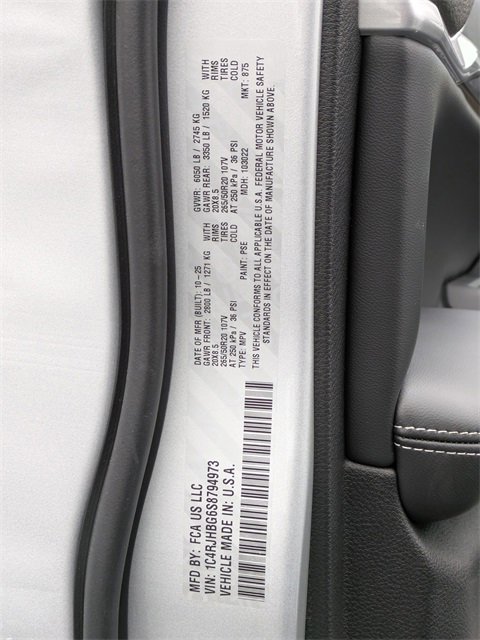 MFD BY: FCA US LLC
VIN: 1C4RJHBG6S8794973
VEHICLE MADE IN: U.S.A.
DATE OF MFR (BUILT): 10-25 GVWR: 6050 LB / 2745 KG
GAWR FRONT: 2800 LB / 1271 KG WITH GAWR REAR: 3350 LB / 1520 KG WITH
20X8.5 RIMS 20X8.5 RIMS
265/50R20 107V TIRES 265/50R20 107V TIRES
AT 250 kPa / 36 PSI COLD AT 250 kPa / 36 PSI COLD
TYPE: MPV PAINT: PSE MDH: 103022 MKT: 875
THIS VEHICLE CONFORMS TO ALL APPLICABLE U.S.A. FEDERAL MOTOR VEHICLE SAFETY
STANDARDS IN EFFECT ON THE DATE OF MANUFACTURE SHOWN ABOVE.